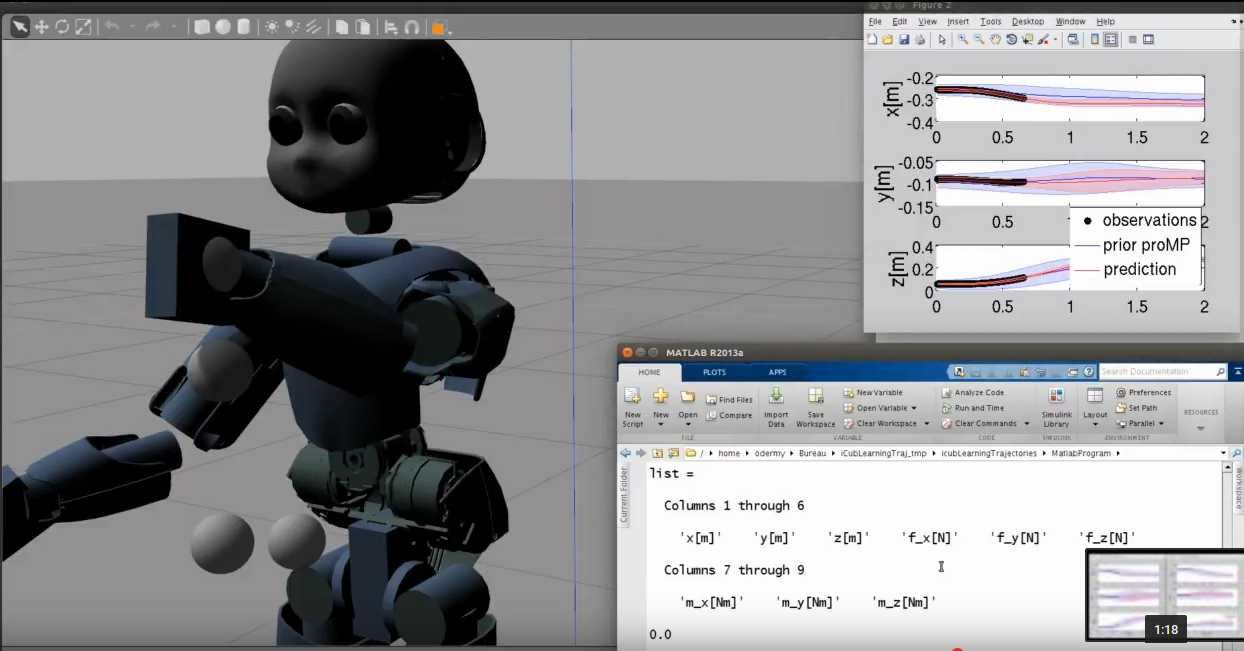 Figure 2
File Edit View Insert Tools Desktop Window Help
x[m]
-0.2
-0.3
-0.4
0 0.5 1 1.5 2
y[m]
-0.05
-0.1
-0.15
0 0.5 1 2
z[m]
0.4
0.2
0
0 0.5 1 1.5 2
observations
prior proMP
prediction
MATLAB R2013a
HOME PLOTS APPS
Search Documentation
New Script
New
Open
Find Files
Compare
Import Data
Save Workspace
New Variable
Open Variable
Clear Workspace
Analyze Code
Run and Time
Clear Commands
Simulink Library
Layout
Preferences
Set Path
Parallel
RESOURCES
FILE VARIABLE CODE SIMULINK ENVIRONMENT
/ home odermy Bureau iCubLearningTraj_tmp icubLearningTrajectories MatlabProgram
Current Folder
Workspace
list =
Columns 1 through 6
'x[m]' 'y[m]' 'z[m]' 'f_x[N]' 'f_y[N]' 'f_z[N]'
Columns 7 through 9
'm_x[Nm]' 'm_y[Nm]' 'm_z[Nm]'
0.0
1:18